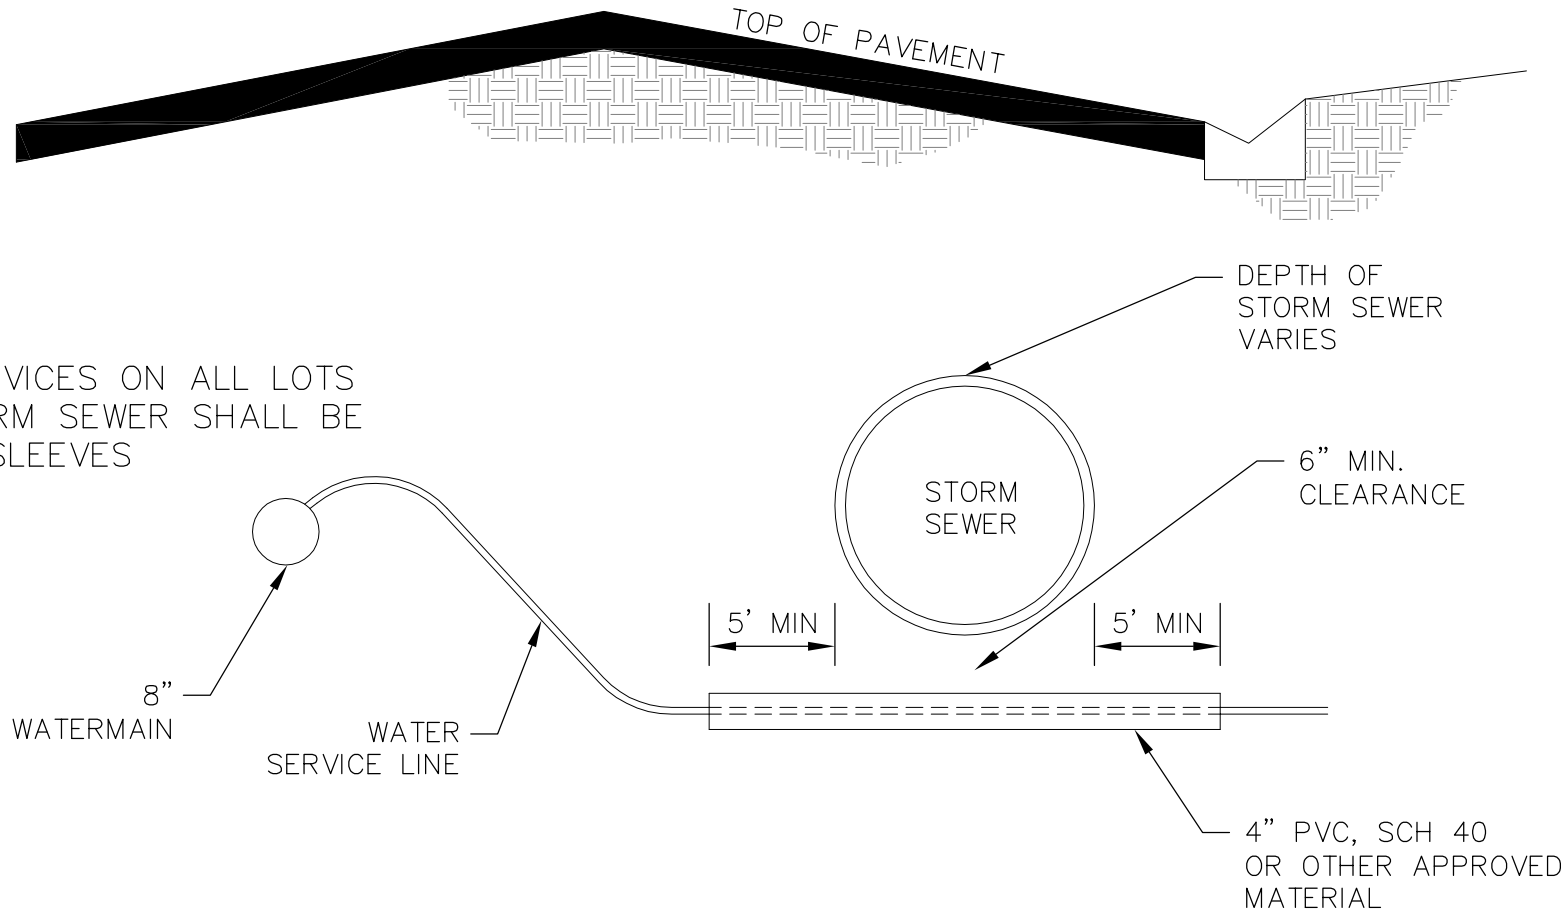 TOP OF PAVEMENT
DEPTH OF
STORM SEWER
VARIES
VICES ON ALL LOTS
RM SEWER SHALL BE
SLEEVES
6” MIN.
CLEARANCE
STORM
SEWER
5’ MIN
5’ MIN
8”
WATERMAIN
WATER
SERVICE LINE
4” PVC, SCH 40
OR OTHER APPROVED
MATERIAL